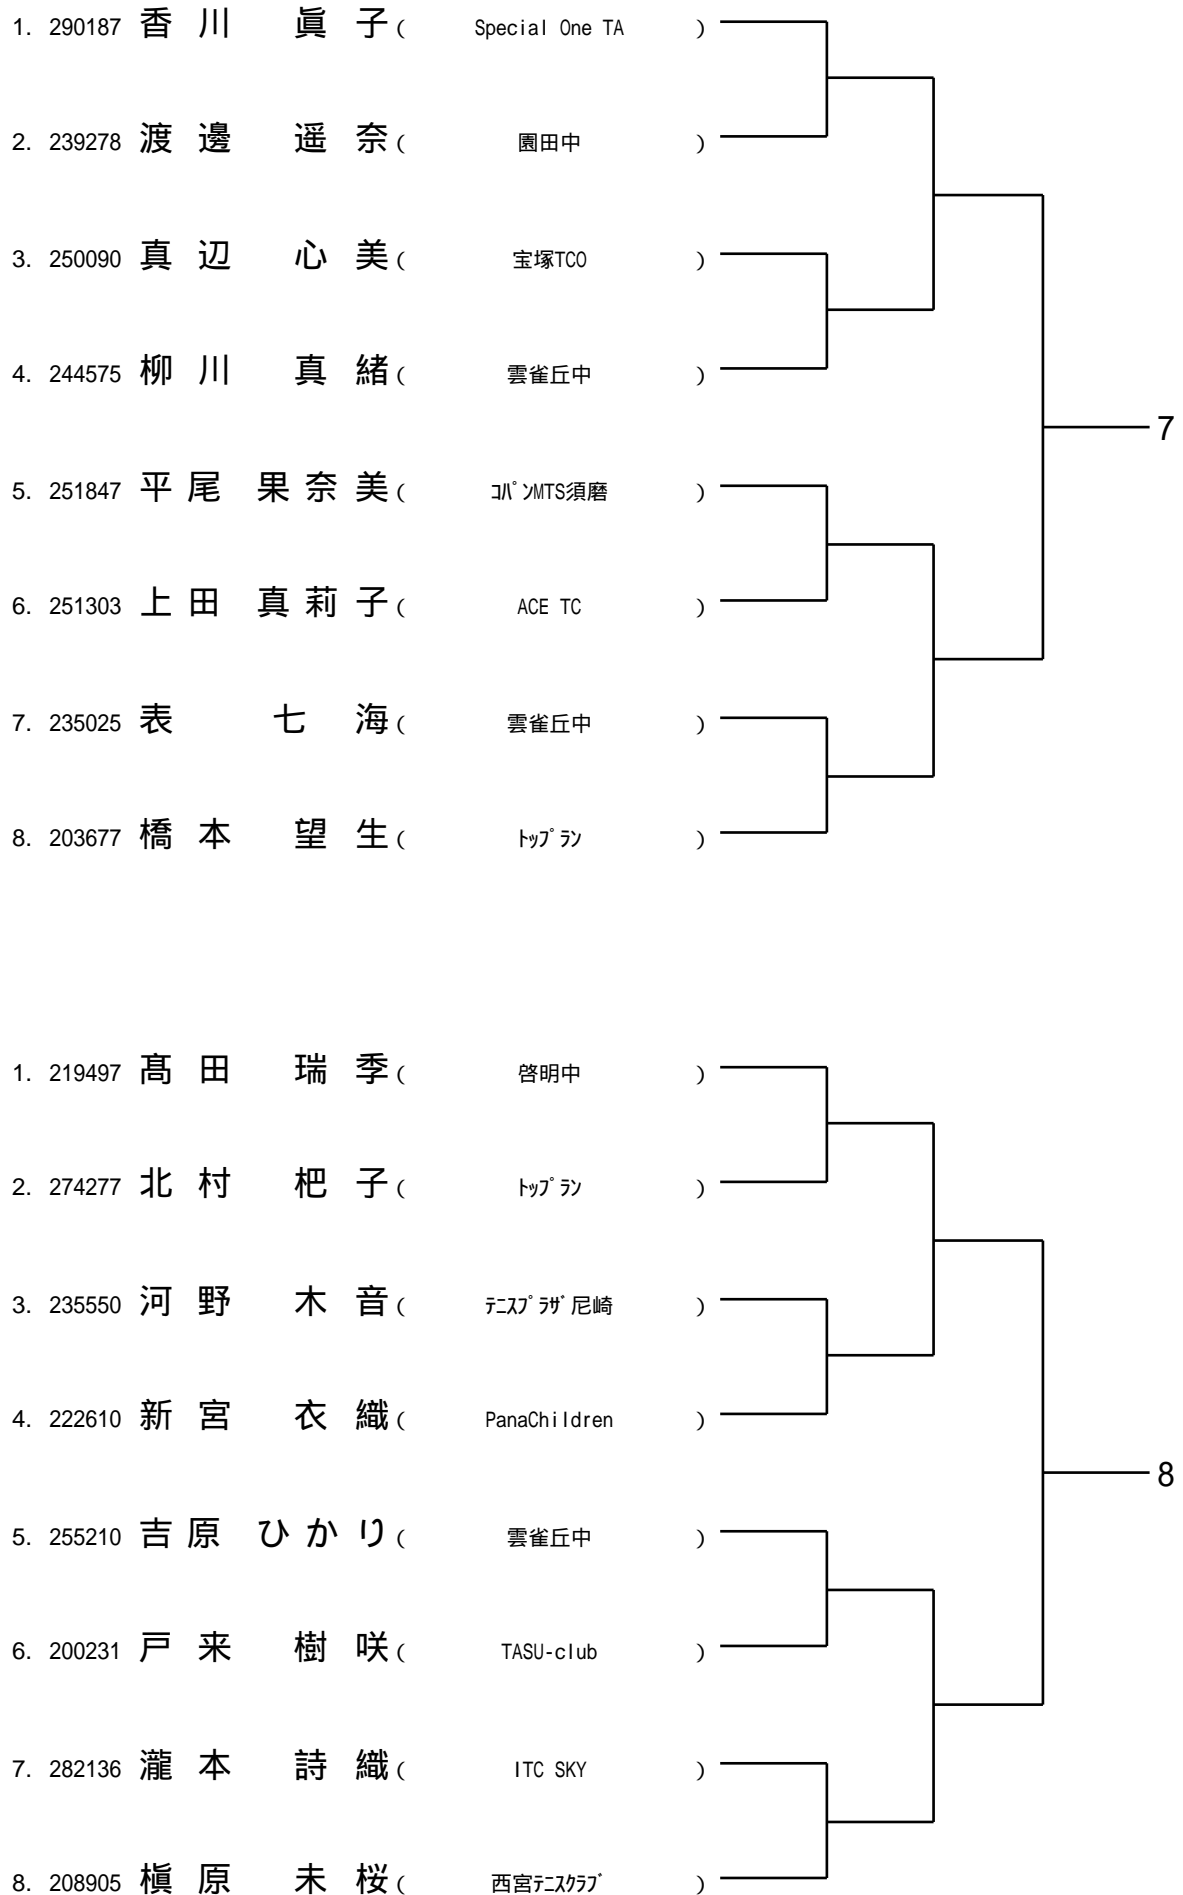 1. 290187 香川 眞子( Special One TA )
2. 239278 渡邊 遥奈( 園田中 )
3. 250090 真辺 心美( 宝塚TCO )
4. 244575 柳川 真緒( 雲雀丘中 )
7
5. 251847 平尾 果奈美( ｺﾊﾟﾝMTS須磨 )
6. 251303 上田 真莉子( ACE TC )
7. 235025 表 七海( 雲雀丘中 )
8. 203677 橋本 望生( ﾄｯﾌﾟﾗﾝ )
1. 219497 髙田 瑞季( 啓明中 )
2. 274277 北村 杷子( ﾄｯﾌﾟﾗﾝ )
3. 235550 河野 木音( ﾃﾆｽﾌﾟﾗｻﾞ尼崎 )
4. 222610 新宮 衣織( PanaChildren )
8
5. 255210 吉原 ひかり( 雲雀丘中 )
6. 200231 戸来 樹咲( TASU-club )
7. 282136 瀧本 詩織( ITC SKY )
8. 208905 槇原 未桜( 西宮ﾃﾆｽｸﾗﾌﾞ )